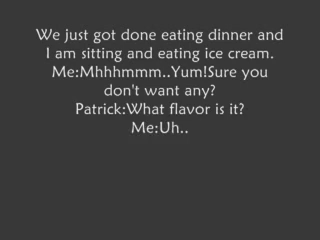 We just got done eating dinner and
I am sitting and eating ice cream.
Me:Mhhhmmm..Yum!Sure you
don't want any?
Patrick:What flavor is it?
Me:Uh..